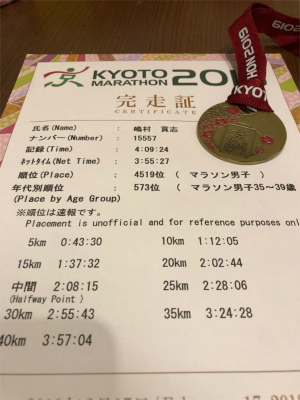 京 KYOTO
MARATHON 201
完走証
CERTIFICATE
氏名(Name) : 嶋村 貢志
ナンバー(Number) : 15557
記録(Time) : 4:09:24
ネットタイム(Net Time) : 3:55:27
順位(Place) : 4519位 ( マラソン男子 )
年代別順位 : 573位 ( マラソン男子35～39歳
(Place by Age Group)
※順位は速報です。
Placement is unofficial and for reference purposes onl
5km 0:43:30 10km 1:12:05
15km 1:37:32 20km 2:02:44
中間 2:08:15 25km 2:28:06
(Halfway Point )
30km 2:55:43 35km 3:24:28
40km 3:57:04
HON 2019
KYO